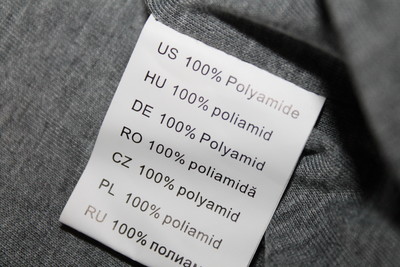 US 100% Polyamide
HU 100% poliamid
DE 100% Polyamid
RO 100% poliamidă
CZ 100% polyamid
PL 100% poliamid
RU 100% полиам